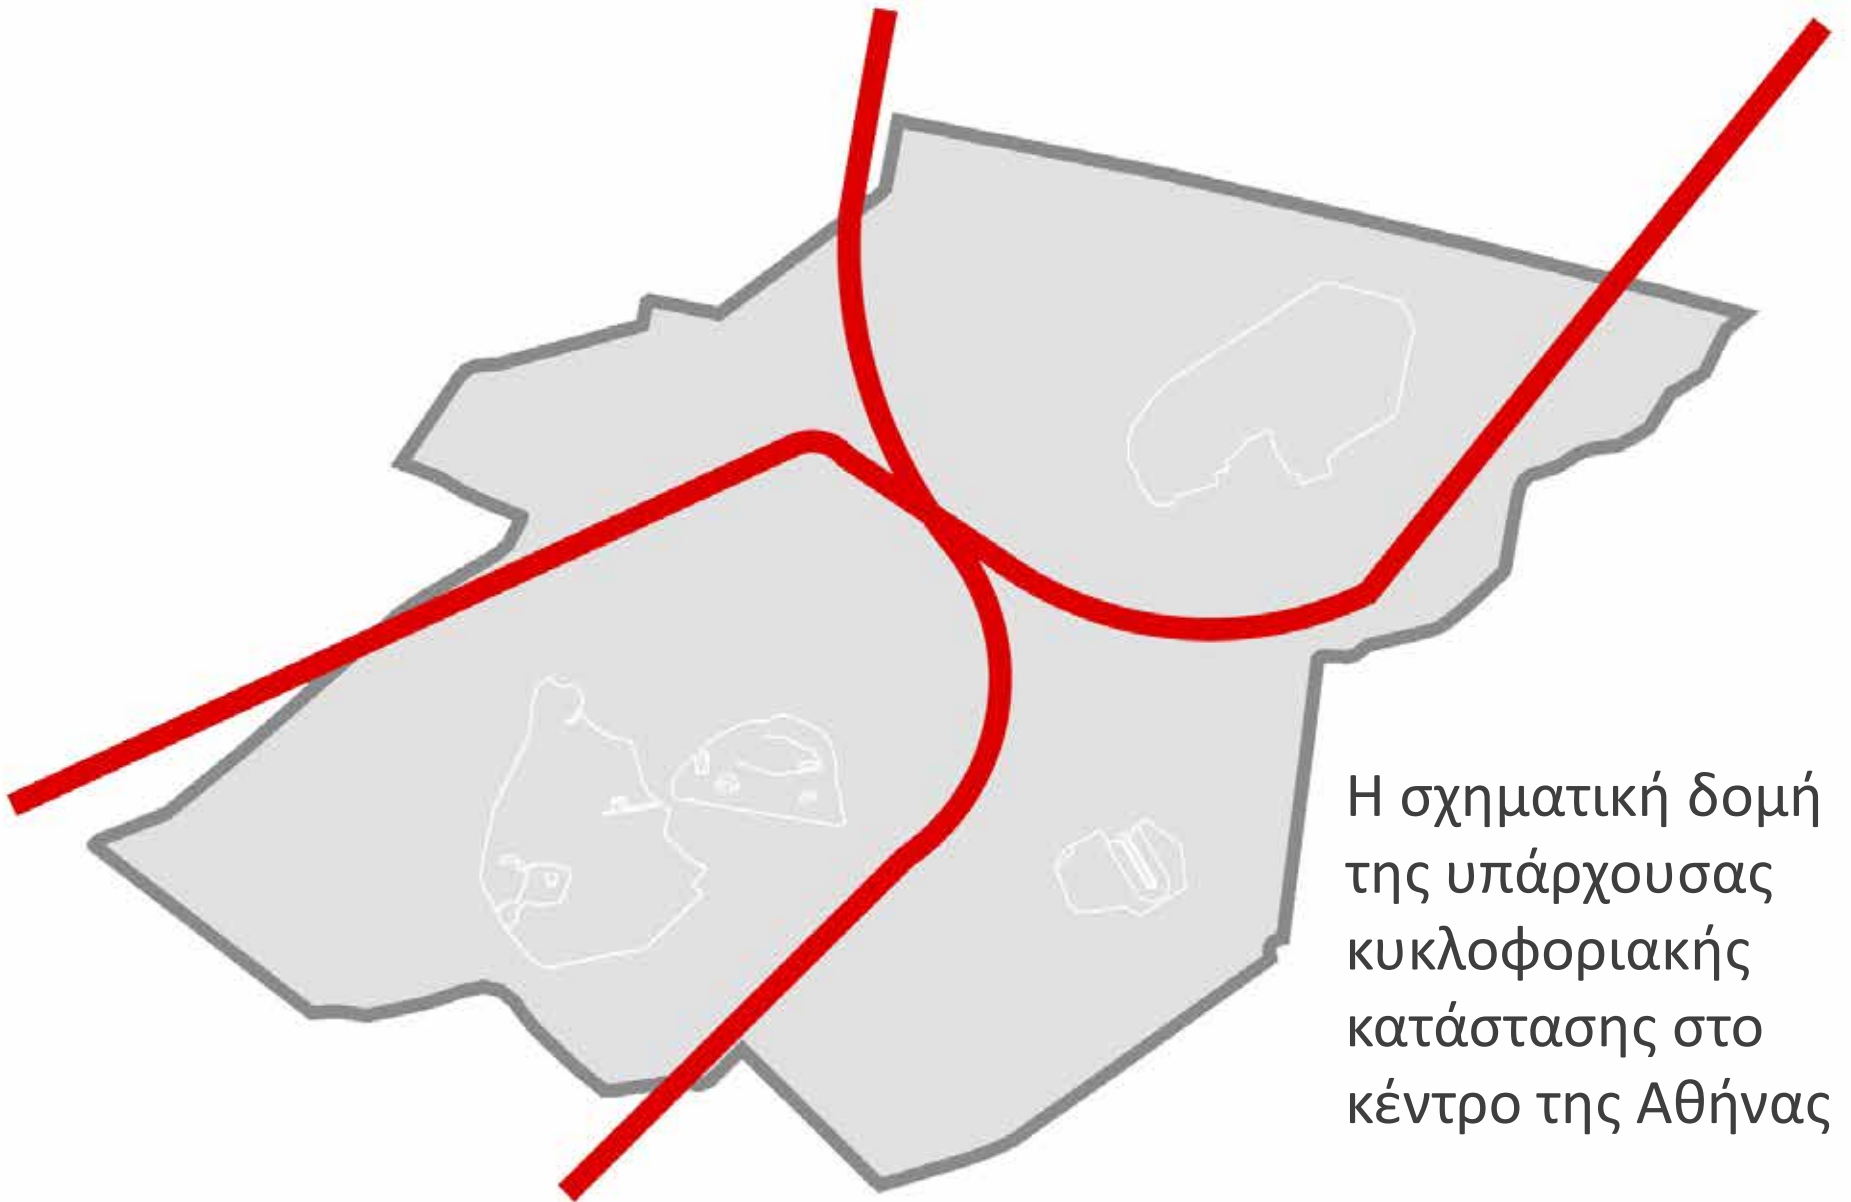 Η σχηματική δομή
της υπάρχουσας
κυκλοφοριακής
κατάστασης στο
κέντρο της Αθήνας